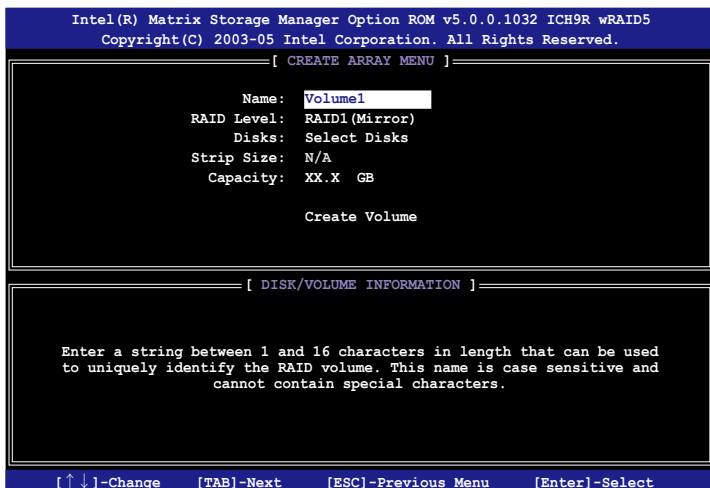 Intel(R) Matrix Storage Manager Option ROM v5.0.0.1032 ICH9R wRAID5
Copyright(C) 2003-05 Intel Corporation. All Rights Reserved.
[ CREATE ARRAY MENU ]
Name: Volume1
RAID Level: RAID1(Mirror)
Disks: Select Disks
Strip Size: N/A
Capacity: XX.X GB
Create Volume
[ DISK/VOLUME INFORMATION ]
Enter a string between 1 and 16 characters in length that can be used
to uniquely identify the RAID volume. This name is case sensitive and
cannot contain special characters.
[↑↓]-Change [TAB]-Next [ESC]-Previous Menu [Enter]-Select